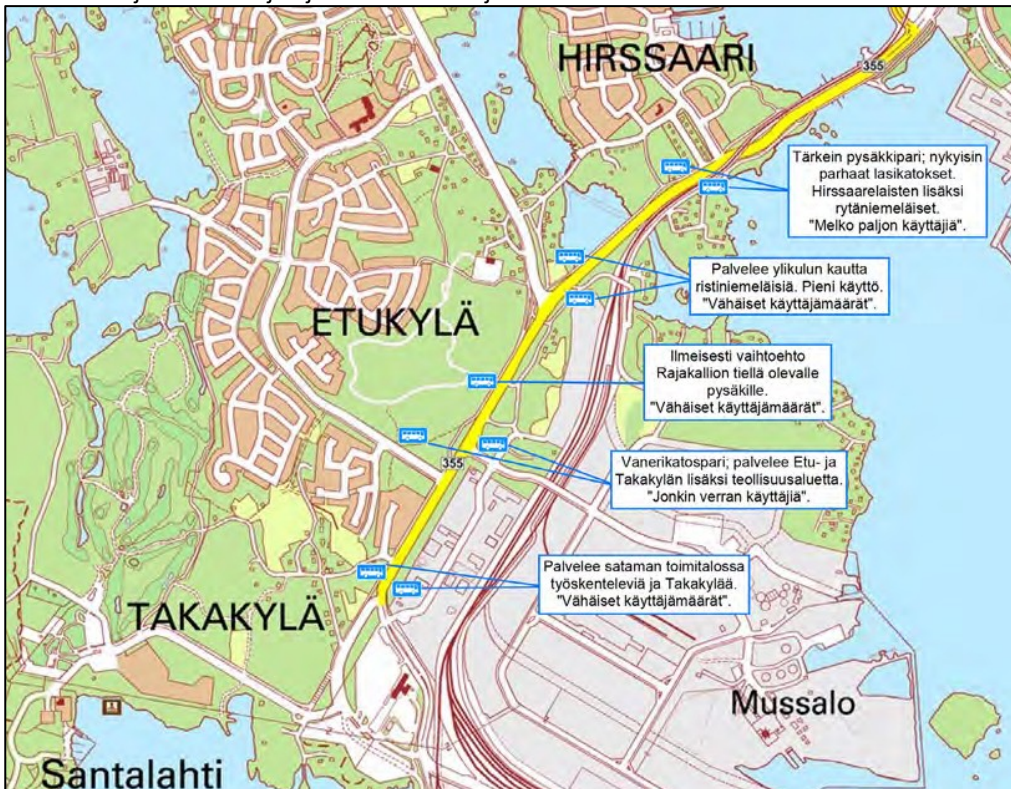 HIRSSAARI
355
Tärkein pysäkkipari; nykyisin
parhaat lasikatokset.
Hirssaarelaisten lisäksi
rytäniemeläiset.
"Melko paljon käyttäjiä".
Palvelee ylikulun kautta
ristiniemeläisiä. Pieni käyttö.
"Vähäiset käyttäjämäärät".
ETUKYLÄ
Ilmeisesti vaihtoehto
Rajakallion tiellä olevalle
pysäkille.
"Vähäiset käyttäjämäärät".
355
Vanerikatospari; palvelee Etu- ja
Takakylän lisäksi teollisuusaluetta.
"Jonkin verran käyttäjiä".
Palvelee sataman toimitalossa
työskenteleviä ja Takakylää.
"Vähäiset käyttäjämäärät".
TAKAKYLÄ
Mussalo
Santalahti